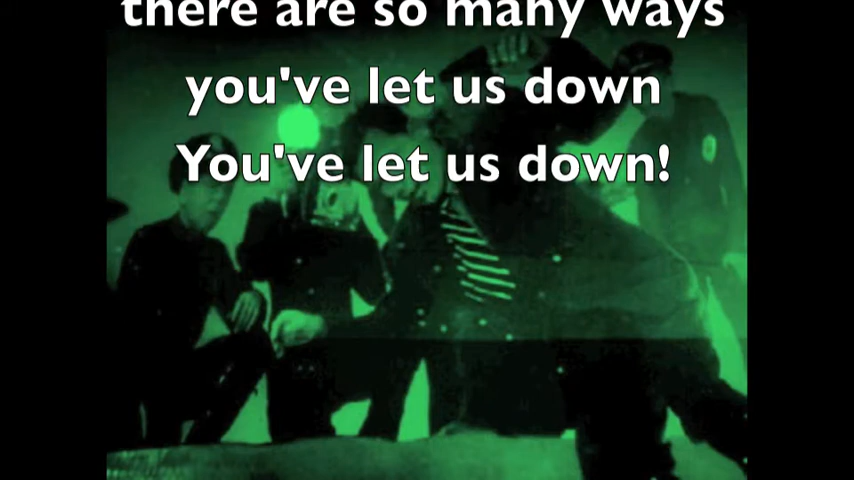 there are so many ways
you've let us down
You've let us down!